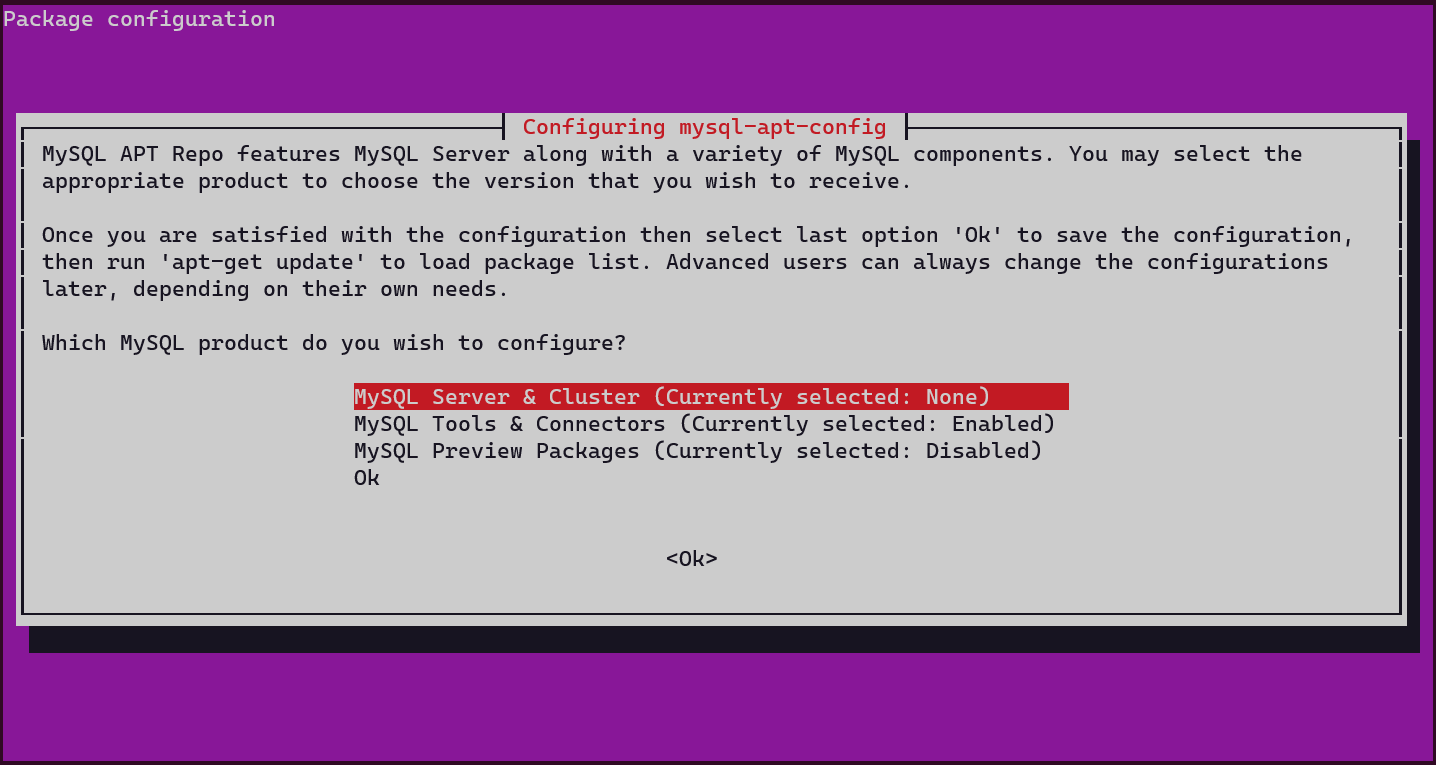 Package configuration
Configuring mysql-apt-config
MySQL APT Repo features MySQL Server along with a variety of MySQL components. You may select the
appropriate product to choose the version that you wish to receive.
Once you are satisfied with the configuration then select last option 'Ok' to save the configuration,
then run 'apt-get update' to load package list. Advanced users can always change the configurations
later, depending on their own needs.
Which MySQL product do you wish to configure?
MySQL Server & Cluster (Currently selected: None)
MySQL Tools & Connectors (Currently selected: Enabled)
MySQL Preview Packages (Currently selected: Disabled)
Ok
<Ok>